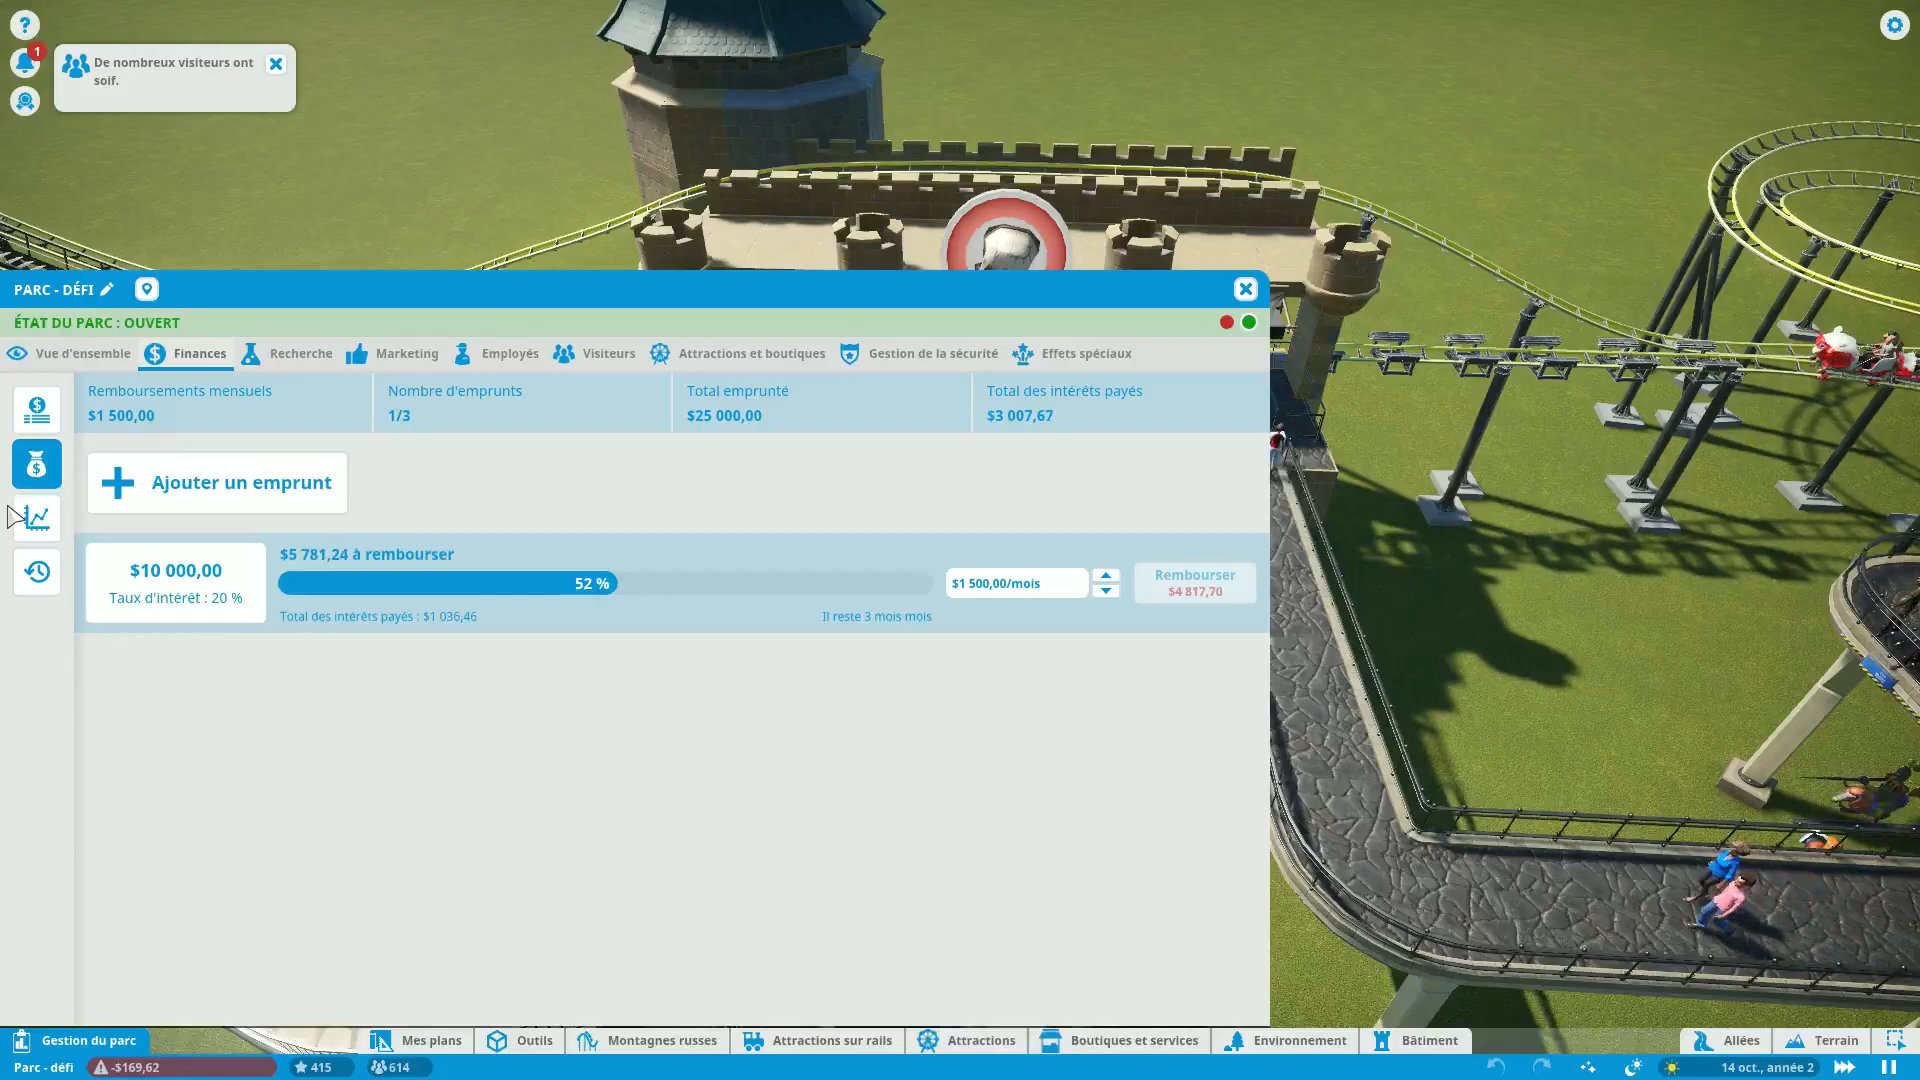 ?
1
De nombreux visiteurs ont
soif.
PARC - DÉFI
ÉTAT DU PARC : OUVERT
Vue d'ensemble
Finances
Recherche
Marketing
Employés
Visiteurs
Attractions et boutiques
Gestion de la sécurité
Effets spéciaux
Remboursements mensuels
$1 500,00
Nombre d'emprunts
1/3
Total emprunté
$25 000,00
Total des intérêts payés
$3 007,67
Ajouter un emprunt
$10 000,00
Taux d'intérêt : 20 %
$5 781,24 à rembourser
52 %
Total des intérêts payés : $1 036,46
Il reste 3 mois mois
$1 500,00/mois
Rembourser
$4 817,70
Gestion du parc
Mes plans
Outils
Montagnes russes
Attractions sur rails
Attractions
Boutiques et services
Environnement
Bâtiment
Allées
Terrain
Parc - défi
-$169,62
415
614
14 oct., année 2